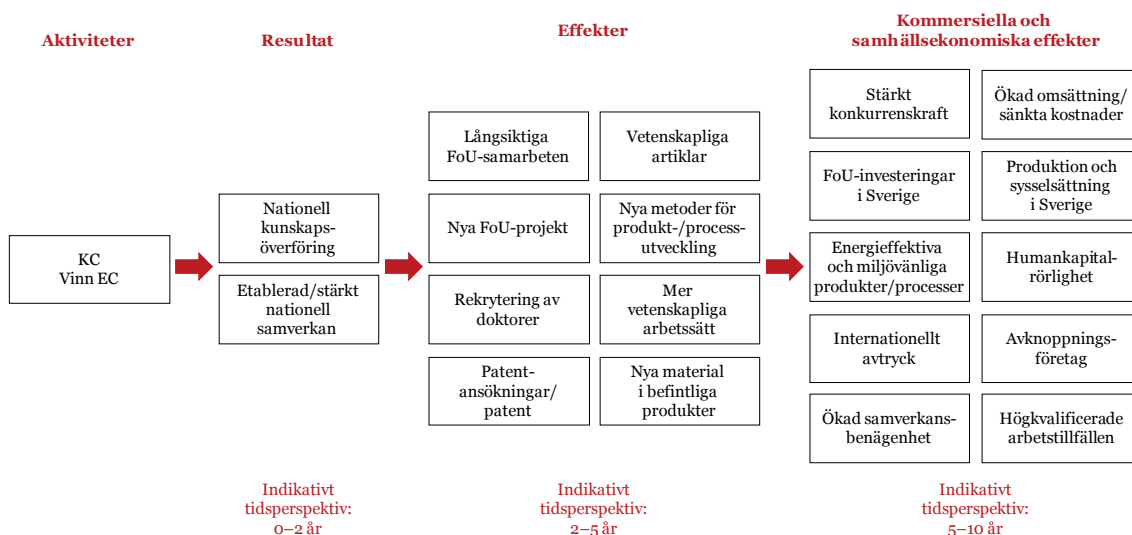 Aktiviteter
Resultat
Effekter
Kommersiella och
samhällsekonomiska effekter
KC
Vinn EC
Nationell
kunskaps-
överföring
Etablerad/stärkt
nationell
samverkan
Långsiktiga
FoU-samarbeten
Vetenskapliga
artiklar
Nya FoU-projekt
Nya metoder för
produkt-/process-
utveckling
Rekrytering av
doktorer
Mer
vetenskapliga
arbetssätt
Patent-
ansökningar/
patent
Nya material
i befintliga
produkter
Stärkt
konkurrenskraft
Ökad omsättning/
sänkta kostnader
FoU-investeringar
i Sverige
Produktion och
sysselsättning
i Sverige
Energieffektiva
och miljövänliga
produkter/processer
Humankapital-
rörlighet
Internationellt
avtryck
Avknoppnings-
företag
Ökad samverkans-
benägenhet
Högkvalificerade
arbetstillfällen
Indikativt
tidsperspektiv:
0–2 år
Indikativt
tidsperspektiv:
2–5 år
Indikativt
tidsperspektiv:
5–10 år